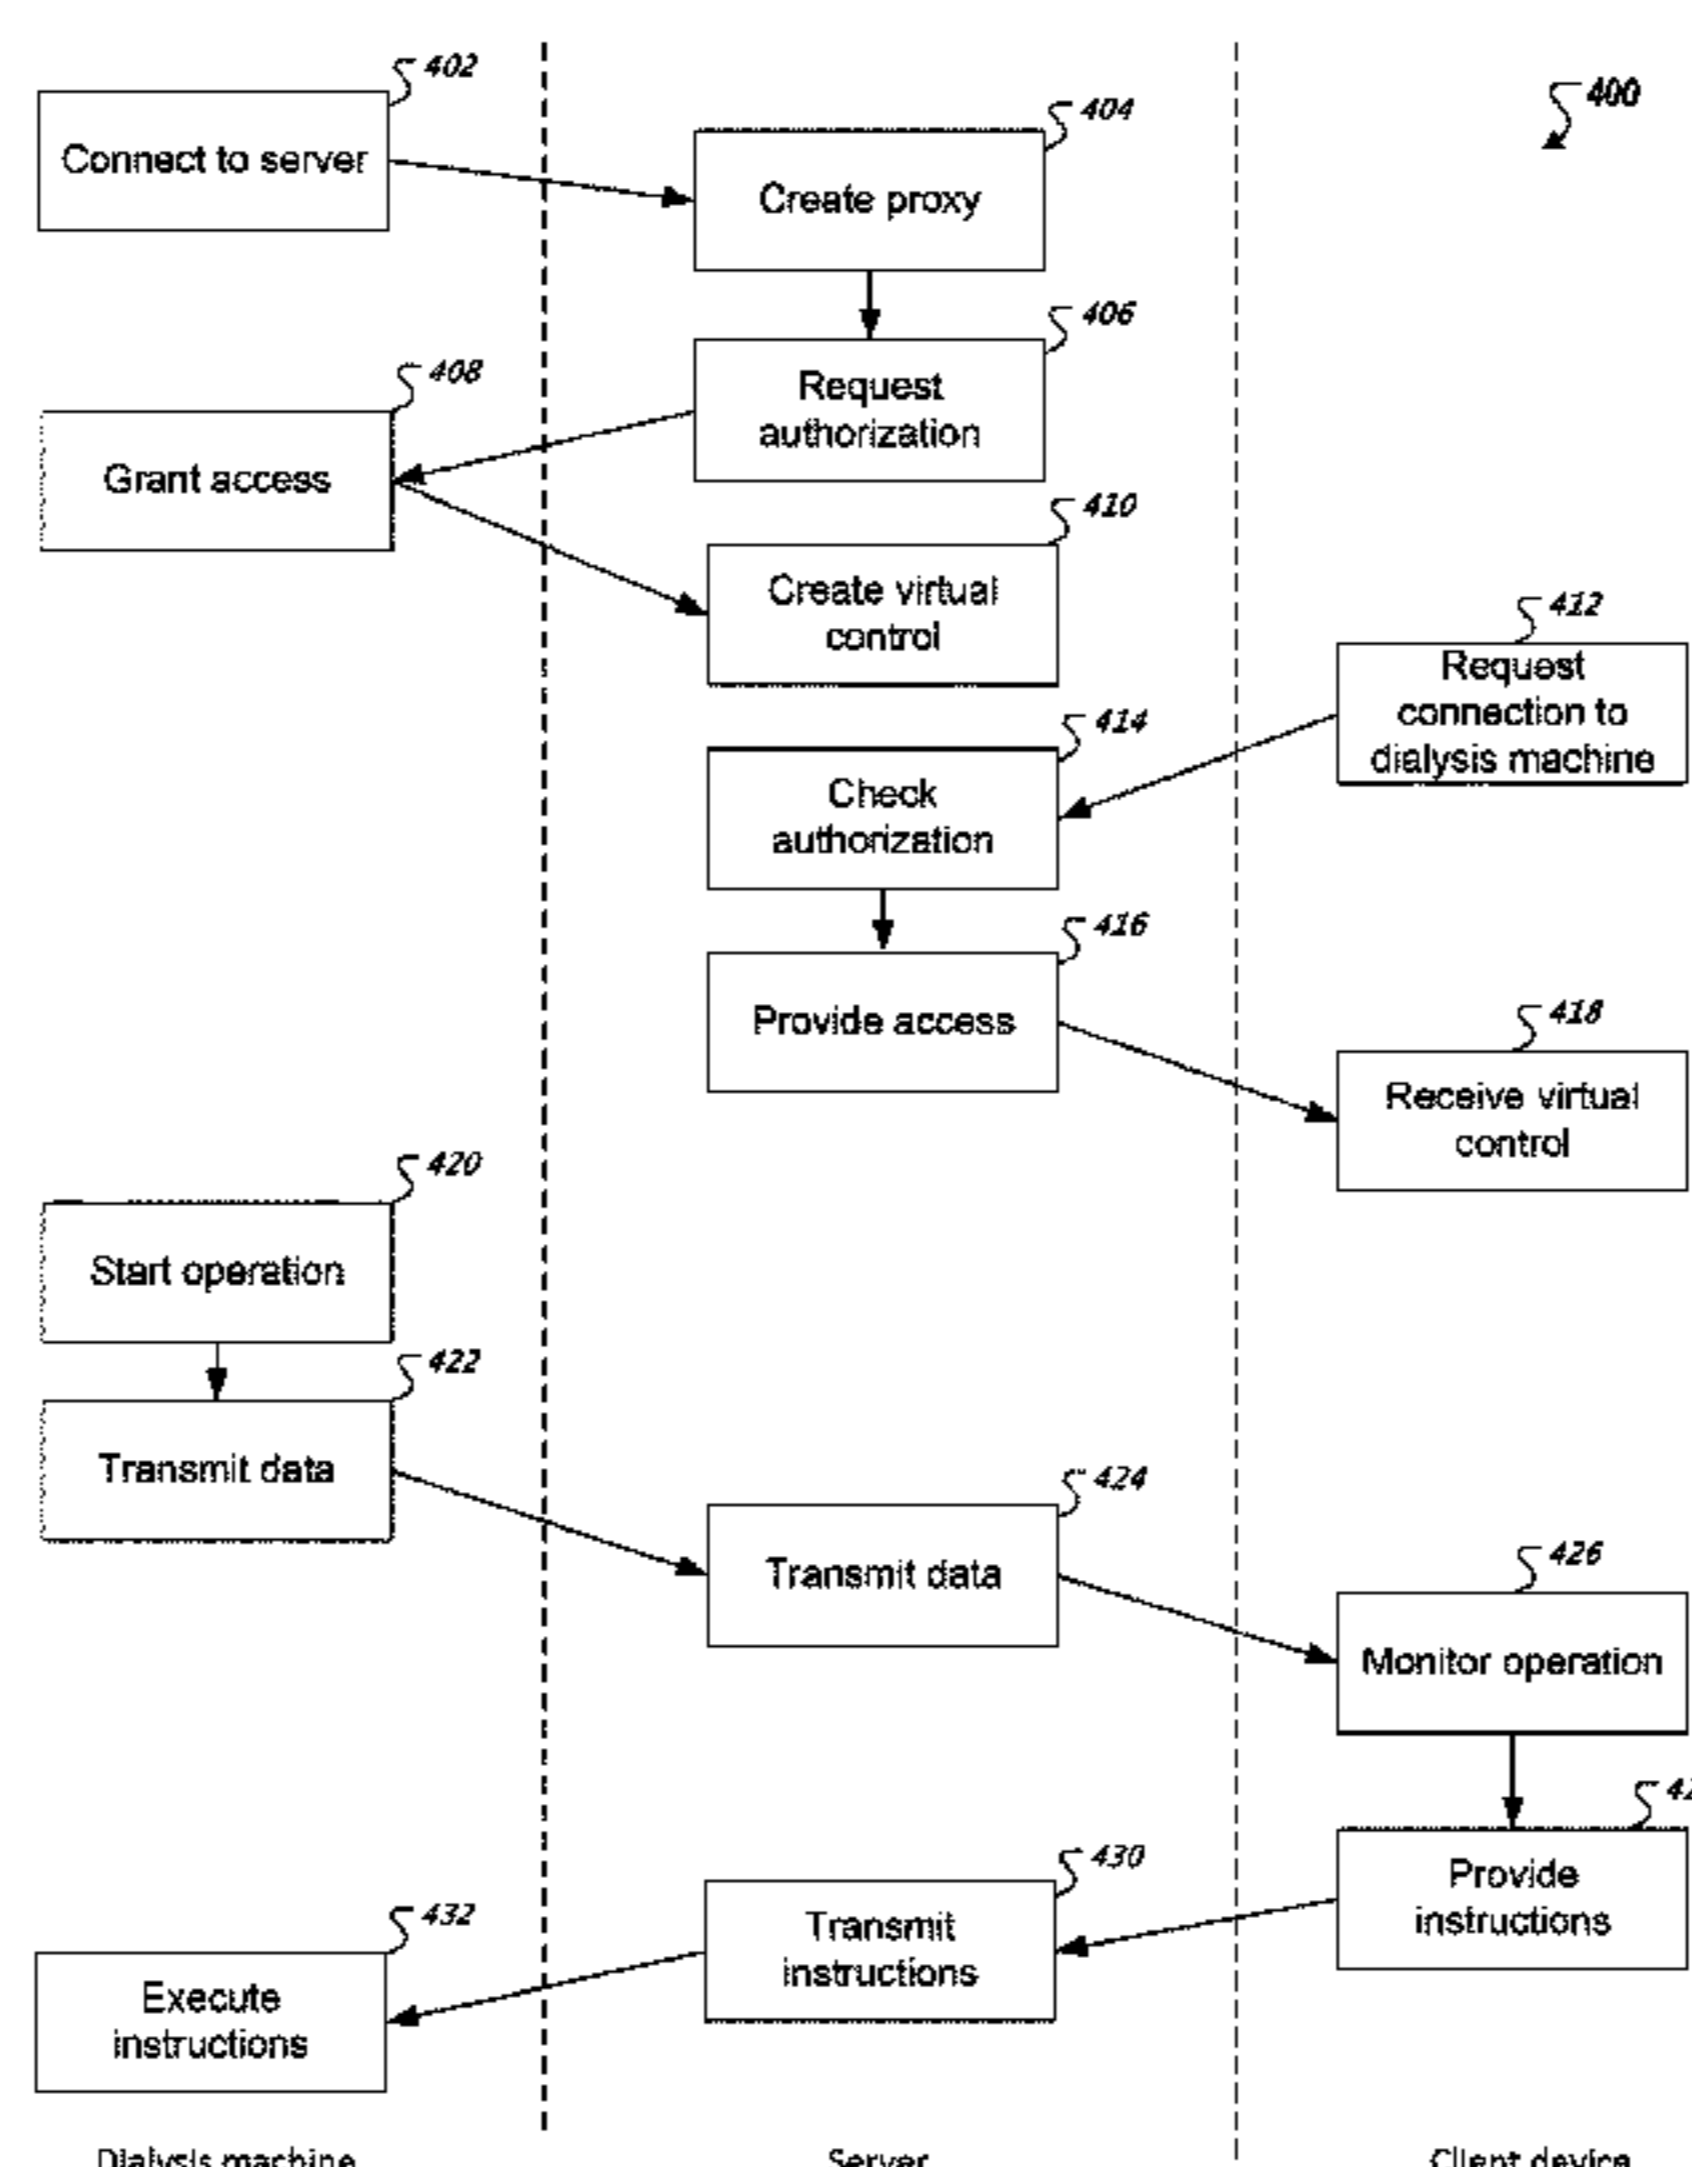 402
Connect to server
404
Create proxy
400
406
Request
authorization
408
Grant access
410
Create virtual
control
412
Request
connection to
dialysis machine
414
Check
authorization
416
Provide access
418
Receive virtual
control
420
Start operation
422
Transmit data
424
Transmit data
426
Monitor operation
Provide
instructions
430
Transmit
instructions
432
Execute
instructions
Dialysis machine
Server
Client device